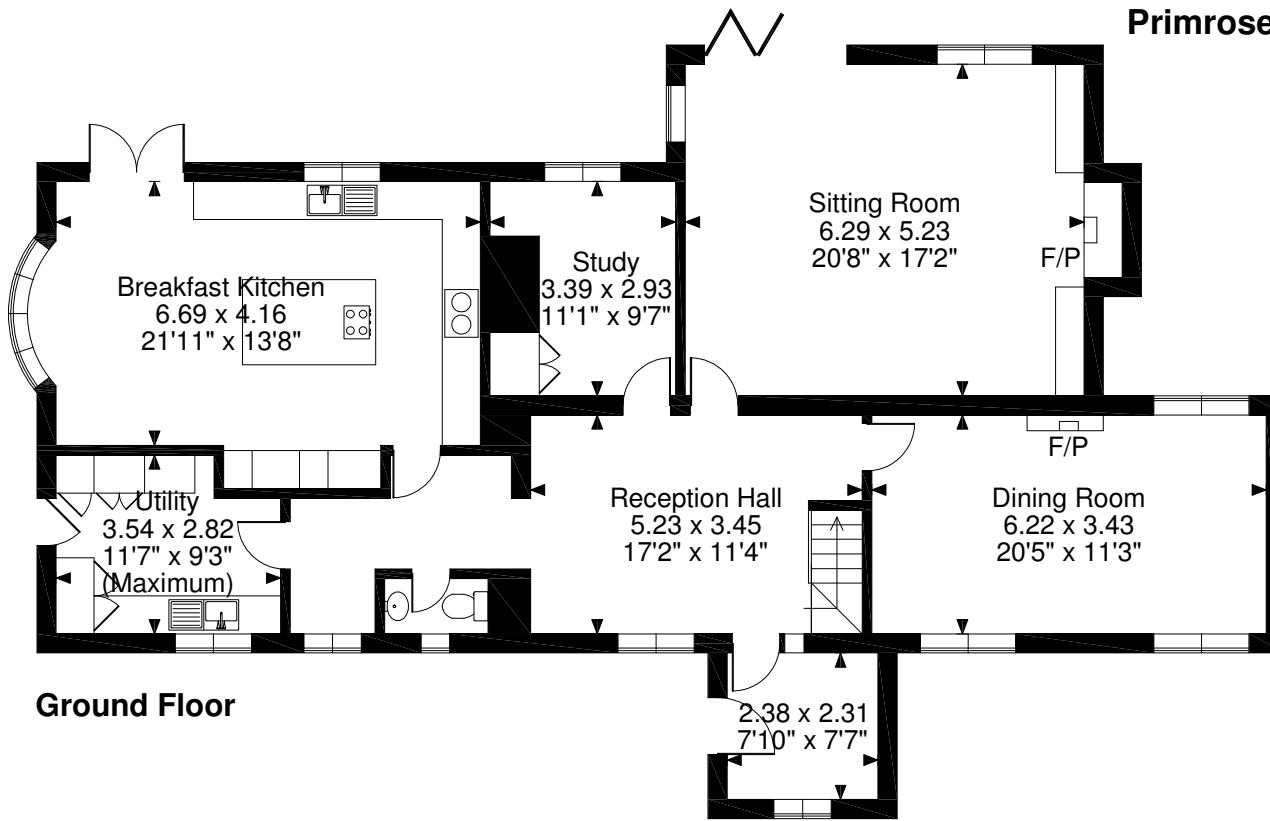 Primrose
Sitting Room
6.29 x 5.23
20'8" x 17'2"
F/P
Study
3.39 x 2.93
11'1" x 9'7"
Breakfast Kitchen
6.69 x 4.16
21'11" x 13'8"
F/P
Utility
3.54 x 2.82
11'7" x 9'3"
(Maximum)
Reception Hall
5.23 x 3.45
17'2" x 11'4"
Dining Room
6.22 x 3.43
20'5" x 11'3"
Ground Floor
2.38 x 2.31
7'10" x 7'7"